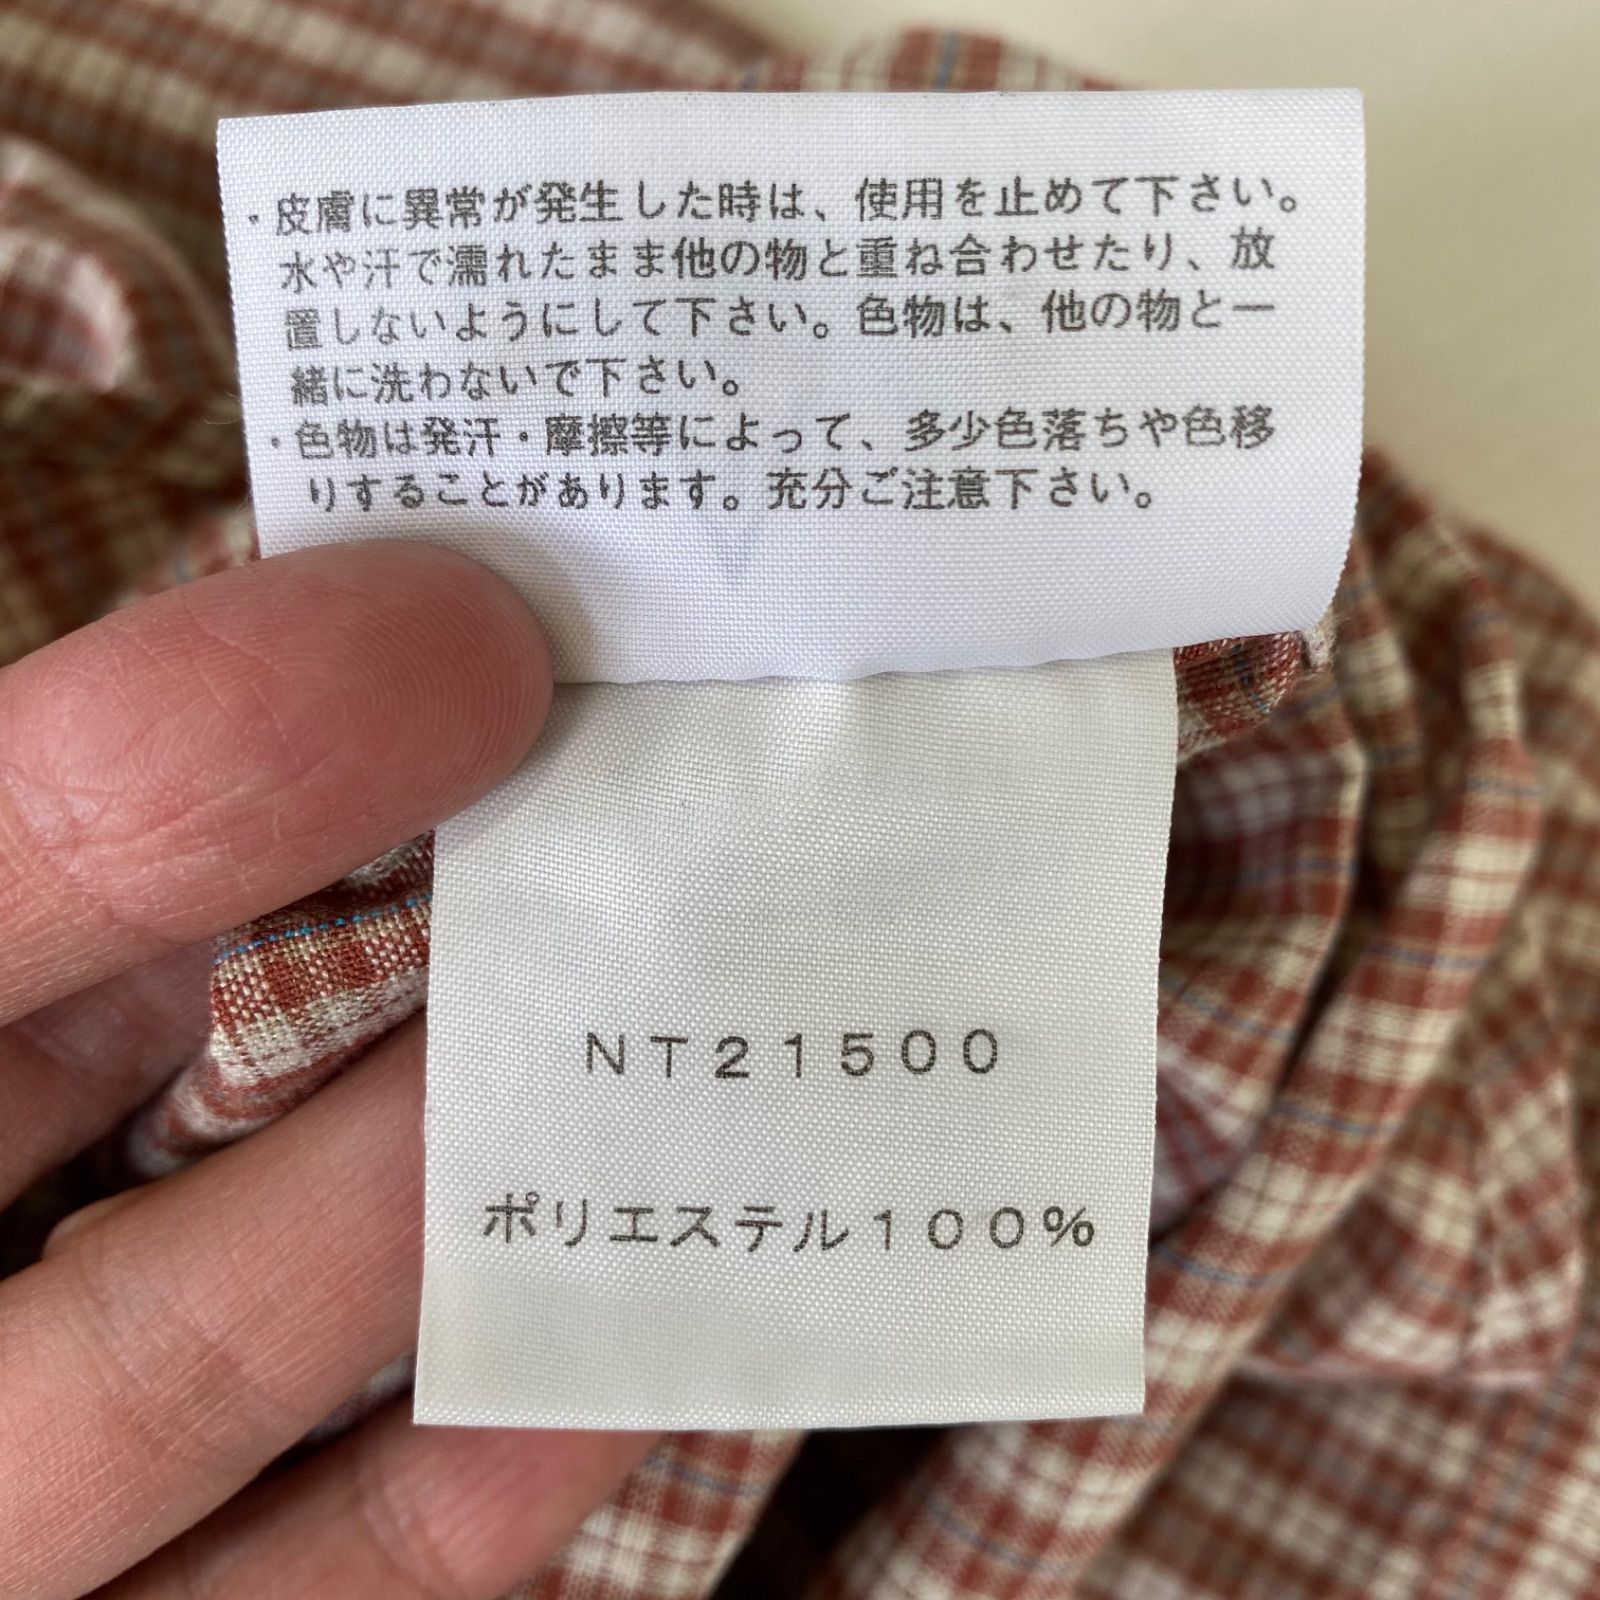 ・皮膚に異常が発生した時は、使用を止めて下さい。
水や汗で濡れたまま他の物と重ね合わせたり、放
置しないようにして下さい。色物は、他の物と一
緒に洗わないで下さい。
・色物は発汗・摩擦等によって、多少色落ちや色移
りすることがあります。充分ご注意下さい。
NT21500
ポリエステル100%